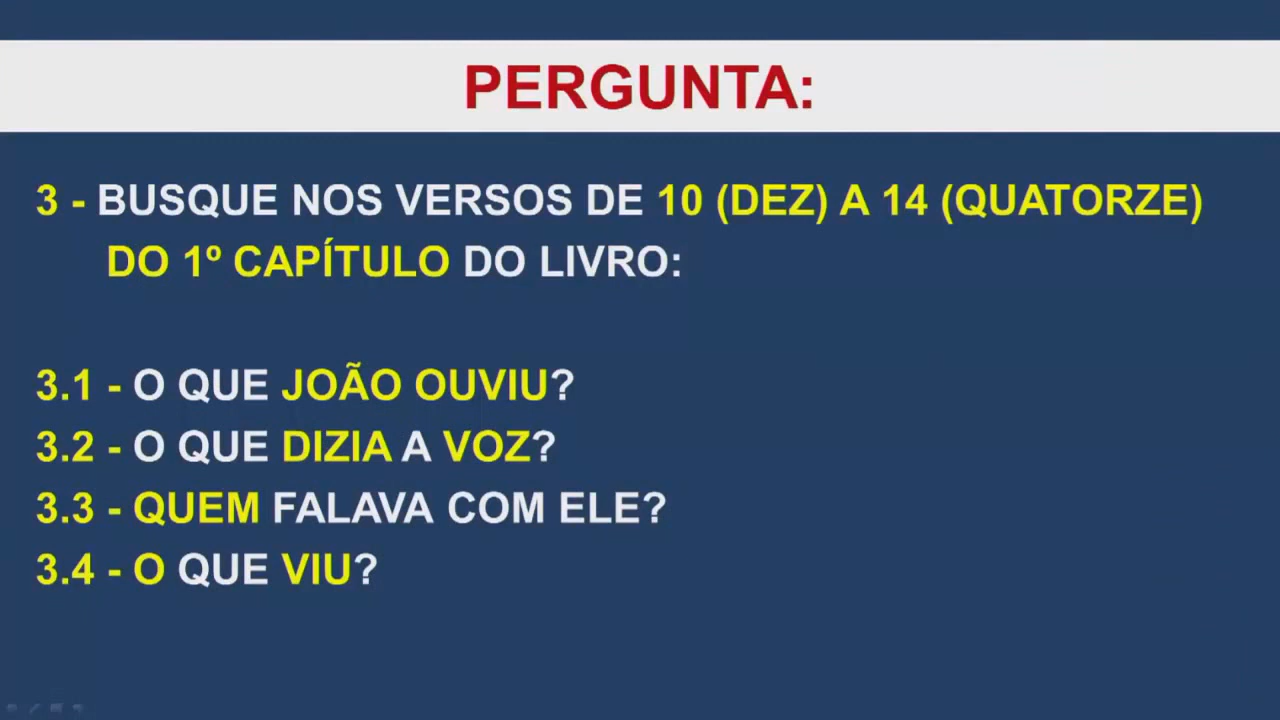 PERGUNTA:
3 - BUSQUE NOS VERSOS DE 10 (DEZ) A 14 (QUATORZE)
DO 1º CAPÍTULO DO LIVRO:
3.1 - O QUE JOÃO OUVIU?
3.2 - O QUE DIZIA A VOZ?
3.3 - QUEM FALAVA COM ELE?
3.4 - O QUE VIU?